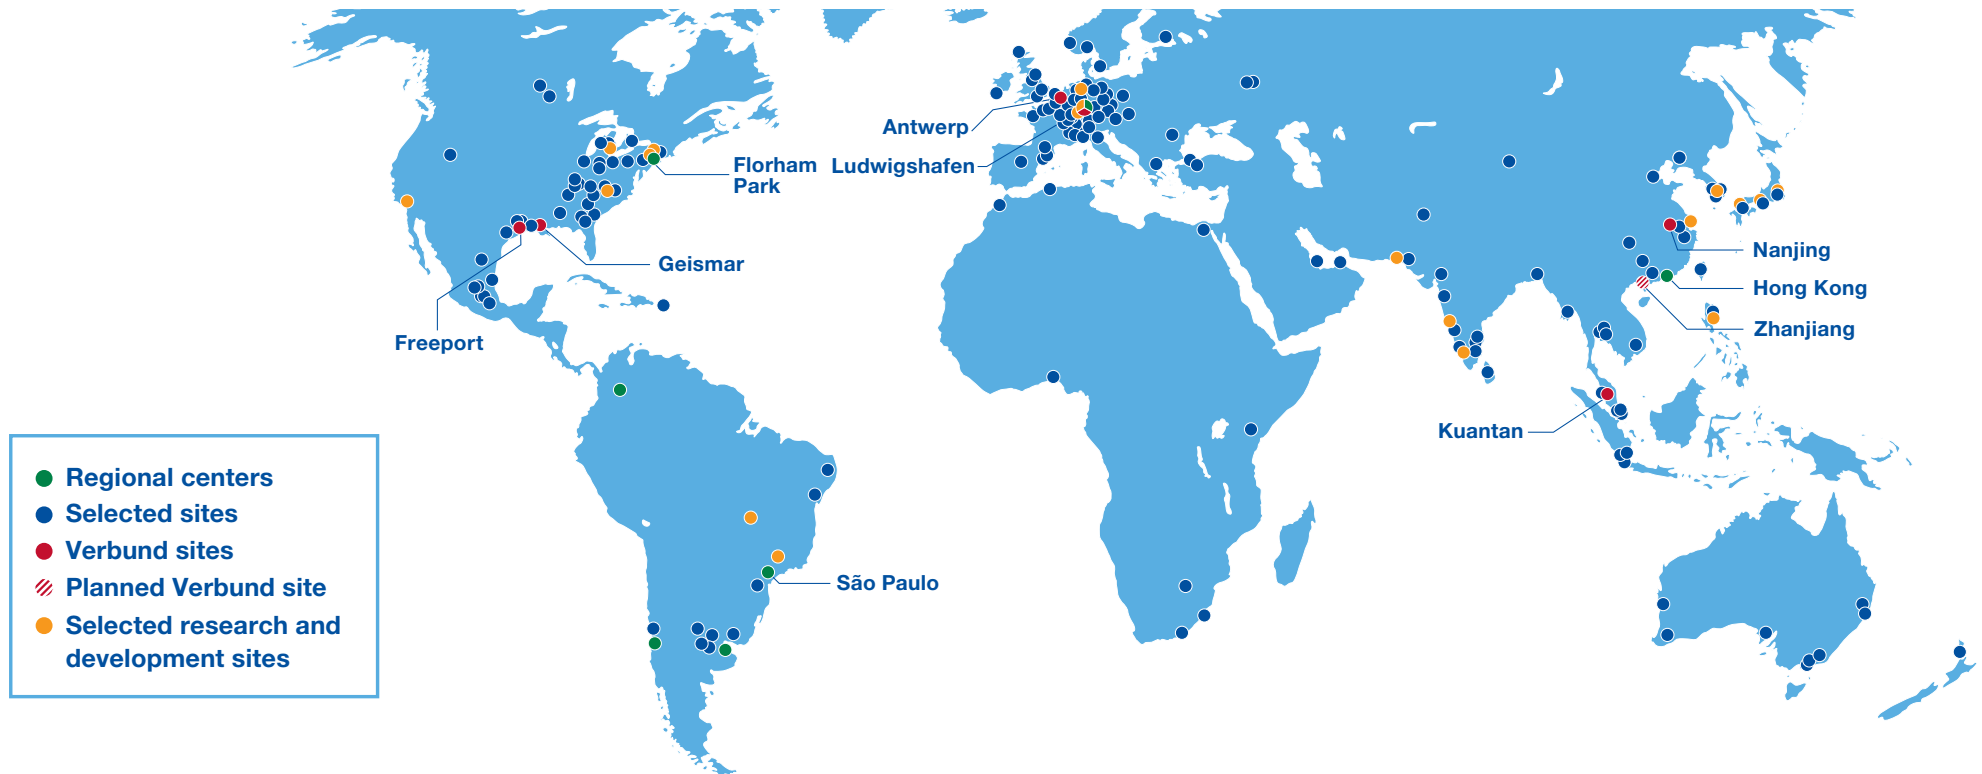 Antwerp
Ludwigshafen
Florham
Park
Geismar
Freeport
Nanjing
Hong Kong
Zhanjiang
Kuantan
São Paulo
Regional centers
Selected sites
Verbund sites
Planned Verbund site
Selected research and
development sites